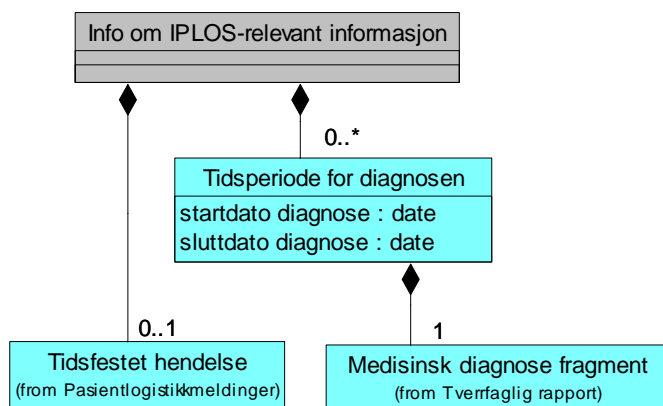 Info om IPLOS-relevant informasjon
0..*
Tidsperiode for diagnosen
startdato diagnose : date
sluttdato diagnose : date
0..1
1
Tidsfestet hendelse
(from Pasientlogistikkmeldinger)
Medisinsk diagnose fragment
(from Tverrfaglig rapport)